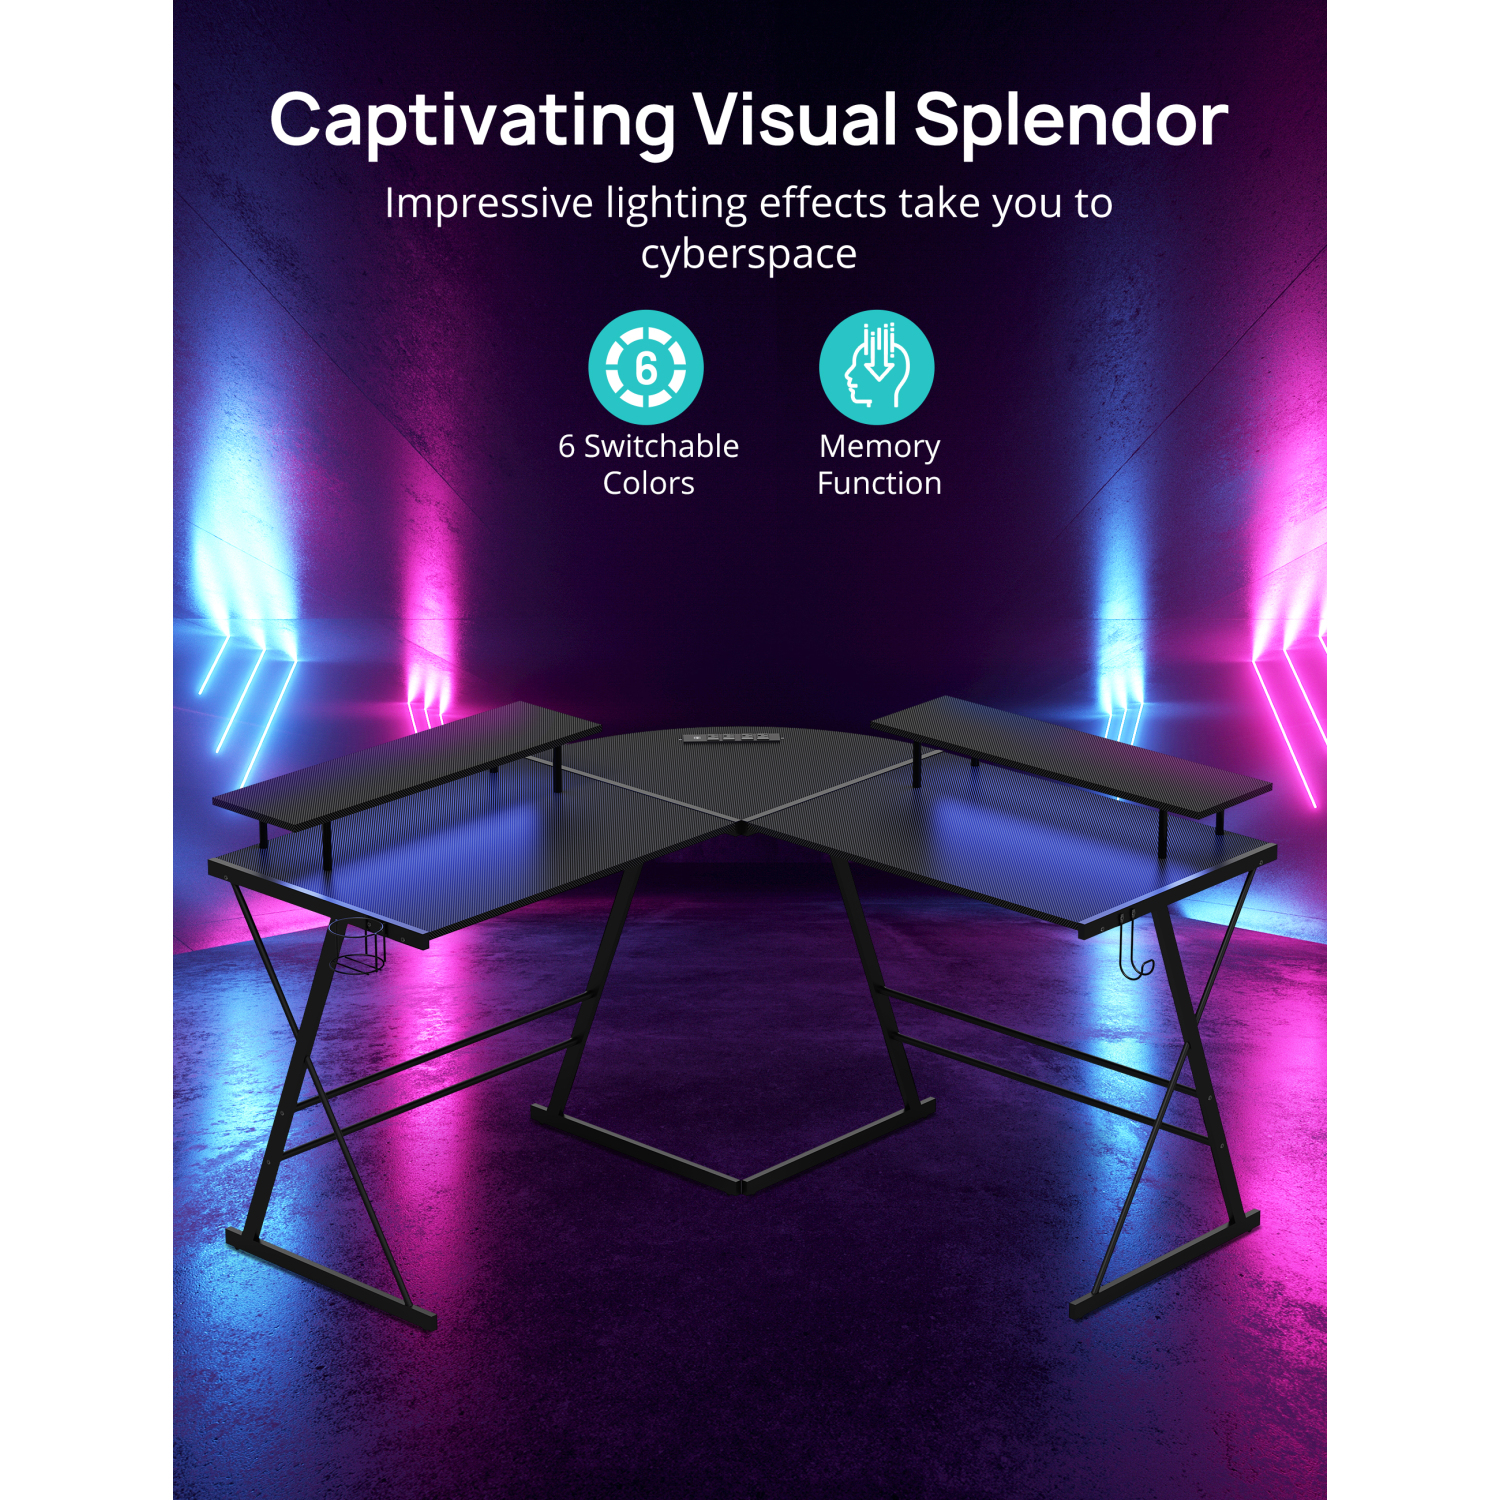 Captivating Visual Splendor
Impressive lighting effects take you to
cyberspace
6
6 Switchable
Colors
Memory
Function